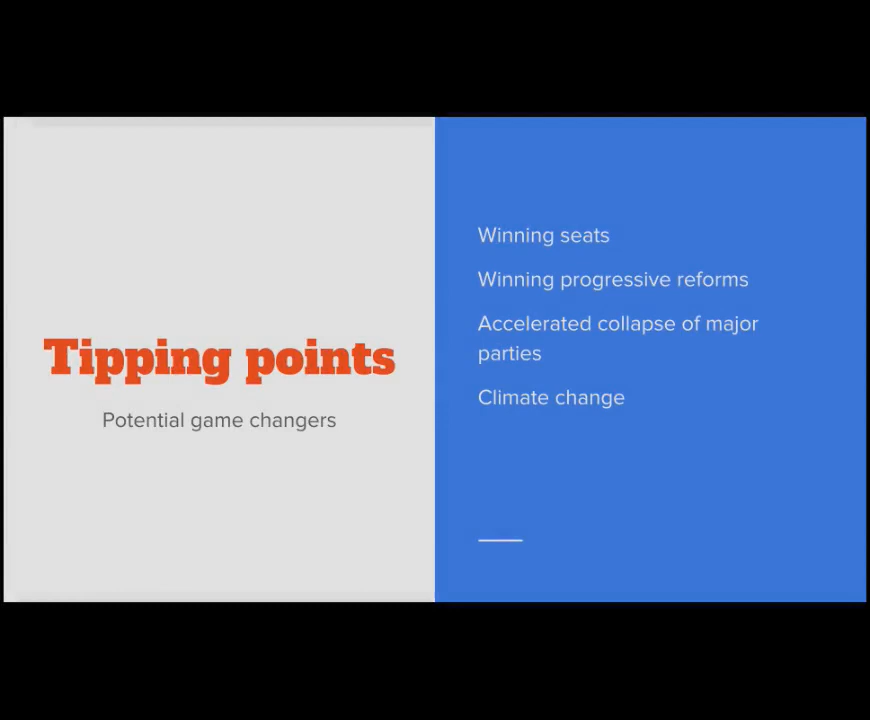 Tipping points
Potential game changers
Winning seats
Winning progressive reforms
Accelerated collapse of major
parties
Climate change